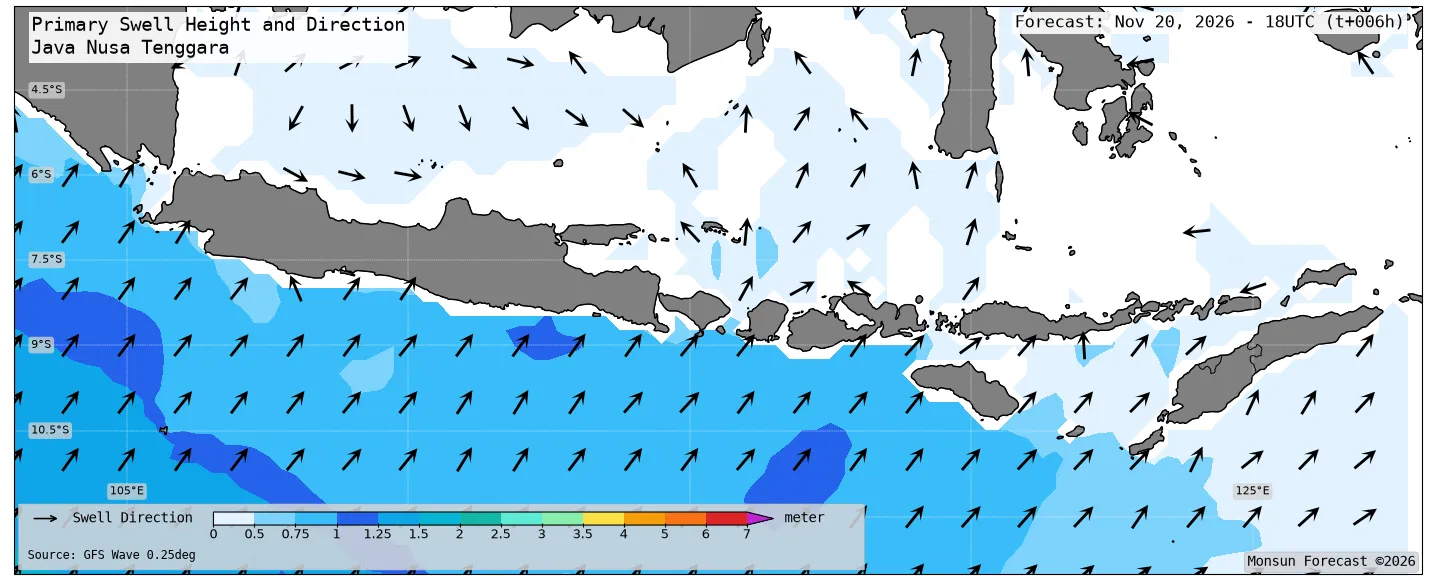 Primary Swell Height and Direction
Java Nusa Tenggara
Forecast: Nov 20, 2026 - 18UTC (t+006h)
4.5°S
6°S
7.5°S
9°S
10.5°S
105°E
125°E
Swell Direction
meter
0 0.5 0.75 1 1.25 1.5 2 2.5 3 3.5 4 5 6 7
Source: GFS Wave 0.25deg
Monsun Forecast ©2026